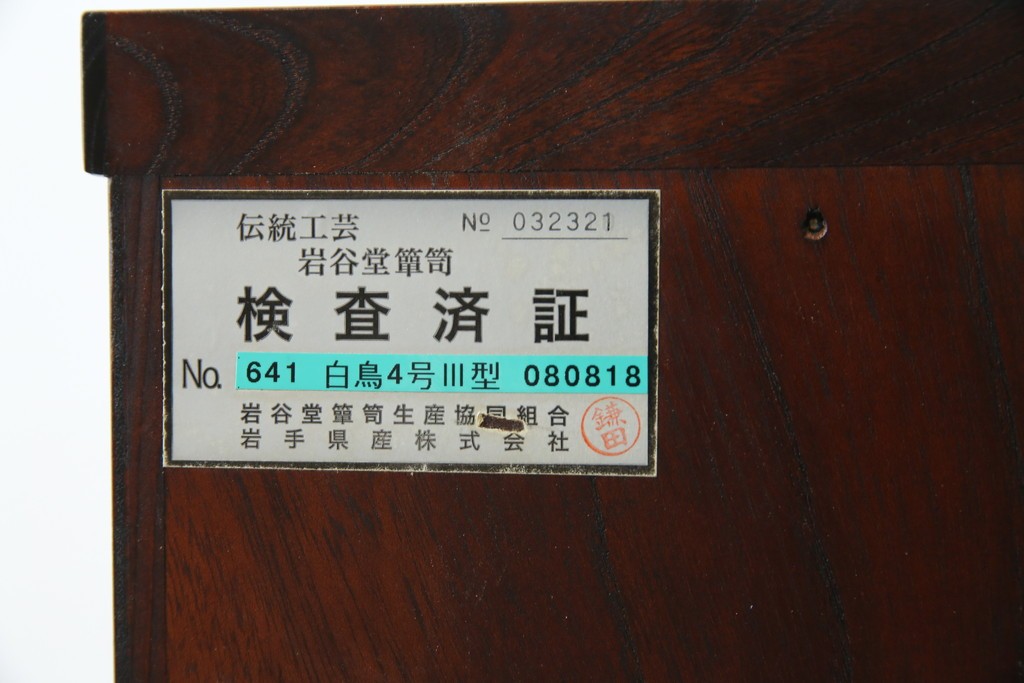 伝統工芸 № 032321
岩谷堂簞笥
検査済証
No. 641 白鳥4号III型 080818
岩谷堂簞笥生産協同組合
岩手県産株式会社
鎌田